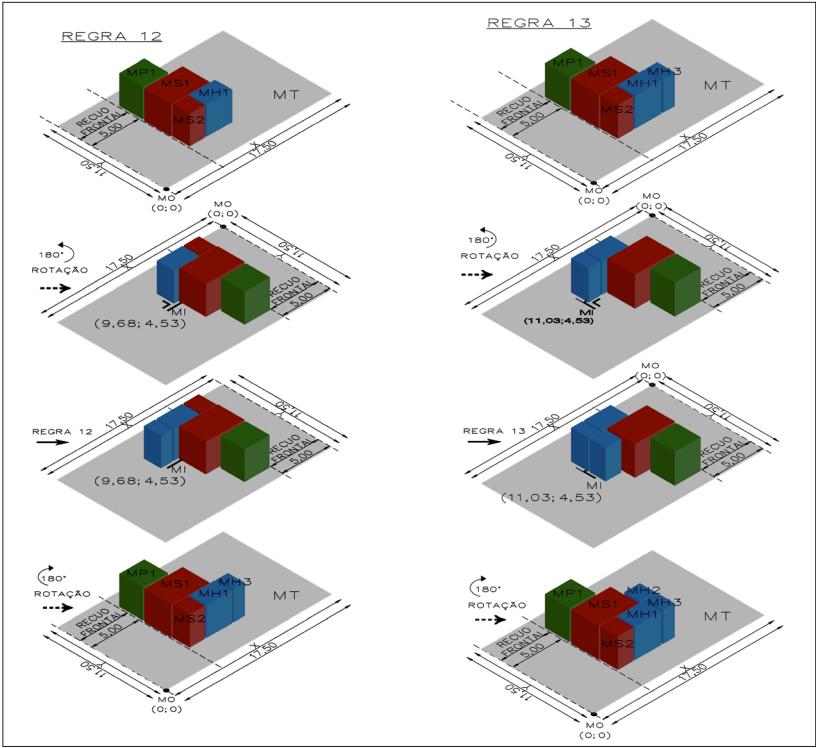 REGRA 12
MP1
MS1
MH1
MS2
MT
RECUO
FRONTAL
5,00
11,50
Y
X
17,50
MO
(0;0)
180°
ROTAÇÃO
MO
(0;0)
17,50
X
11,50
Y
RECUO
FRONTAL
5,00
MI
(9,68;4,53)
REGRA 12
17,50
X
11,50
Y
RECUO
FRONTAL
5,00
MI
(9,68;4,53)
180°
ROTAÇÃO
MP1
MS1
MH3
MH1
MS2
MT
RECUO
FRONTAL
5,00
11,50
Y
X
17,50
MO
(0;0)
REGRA 13
MP1
MS1
MH3
MH1
MS2
MT
RECUO
FRONTAL
5,00
11,50
Y
X
17,50
MO
(0;0)
180°
ROTAÇÃO
MO
(0;0)
17,50
X
11,50
Y
RECUO
FRONTAL
5,00
MI
(11,03;4,53)
REGRA 13
MO
(0;0)
17,50
X
11,50
Y
RECUO
FRONTAL
5,00
MI
(11,03;4,53)
180°
ROTAÇÃO
MP1
MS1
MH2
MH3
MH1
MS2
MT
RECUO
FRONTAL
5,00
11,50
Y
X
17,50
MO
(0;0)